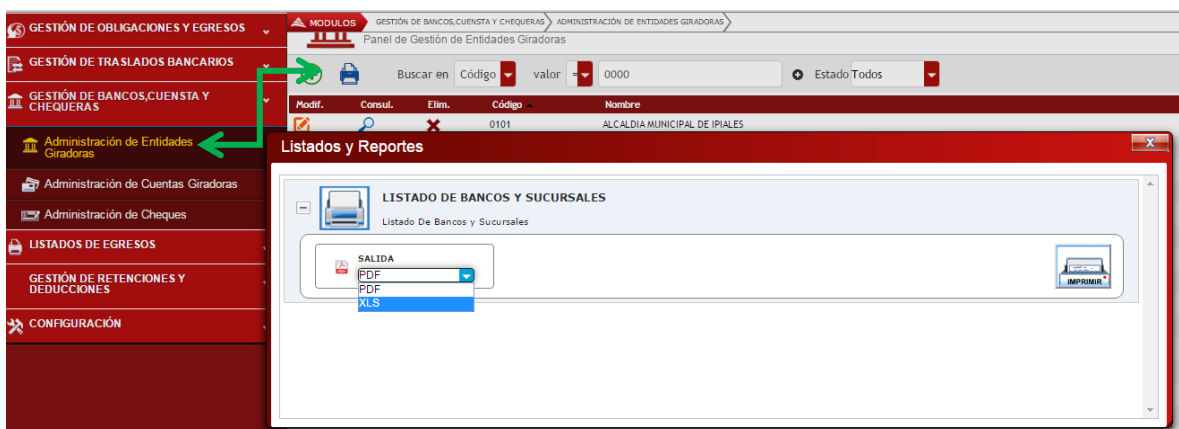 GESTIÓN DE OBLIGACIONES Y EGRESOS
GESTIÓN DE TRASLADOS BANCARIOS
GESTIÓN DE BANCOS,CUENSTA Y
CHEQUERAS
Administración de Entidades
Giradoras
Administración de Cuentas Giradoras
Administración de Cheques
LISTADOS DE EGRESOS
GESTIÓN DE RETENCIONES Y
DEDUCCIONES
CONFIGURACIÓN
MODULOS GESTIÓN DE BANCOS,CUENSTA Y CHEQUERAS ADMINISTRACIÓN DE ENTIDADES GIRADORAS
Panel de Gestión de Entidades Giradoras
Buscar en Código valor = 0000 Estado Todos
Modif. Consul. Elim. Código Nombre
0101 ALCALDIA MUNICIPAL DE IPIALES
Listados y Reportes X
LISTADO DE BANCOS Y SUCURSALES
Listado De Bancos y Sucursales
SALIDA
PDF
PDF
XLS
IMPRIMIR